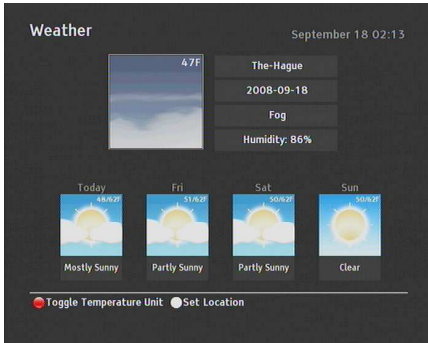 Weather
September 18 02:13
47F
The-Hague
2008-09-18
Fog
Humidity: 86%
Today Fri Sat Sun
48/62F 51/62F 50/62F 50/62F
Mostly Sunny Partly Sunny Partly Sunny Clear
Toggle Temperature Unit Set Location